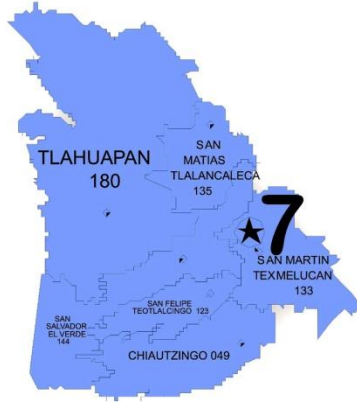 TLAHUAPAN
180
SAN
MATIAS
TLALANCALECA
135
7
SAN MARTIN
TEXMELUCAN
133
SAN FELIPE
TEOTLALCINGO 123
SAN
SALVADOR
EL VERDE
144
CHIAUTZINGO 049